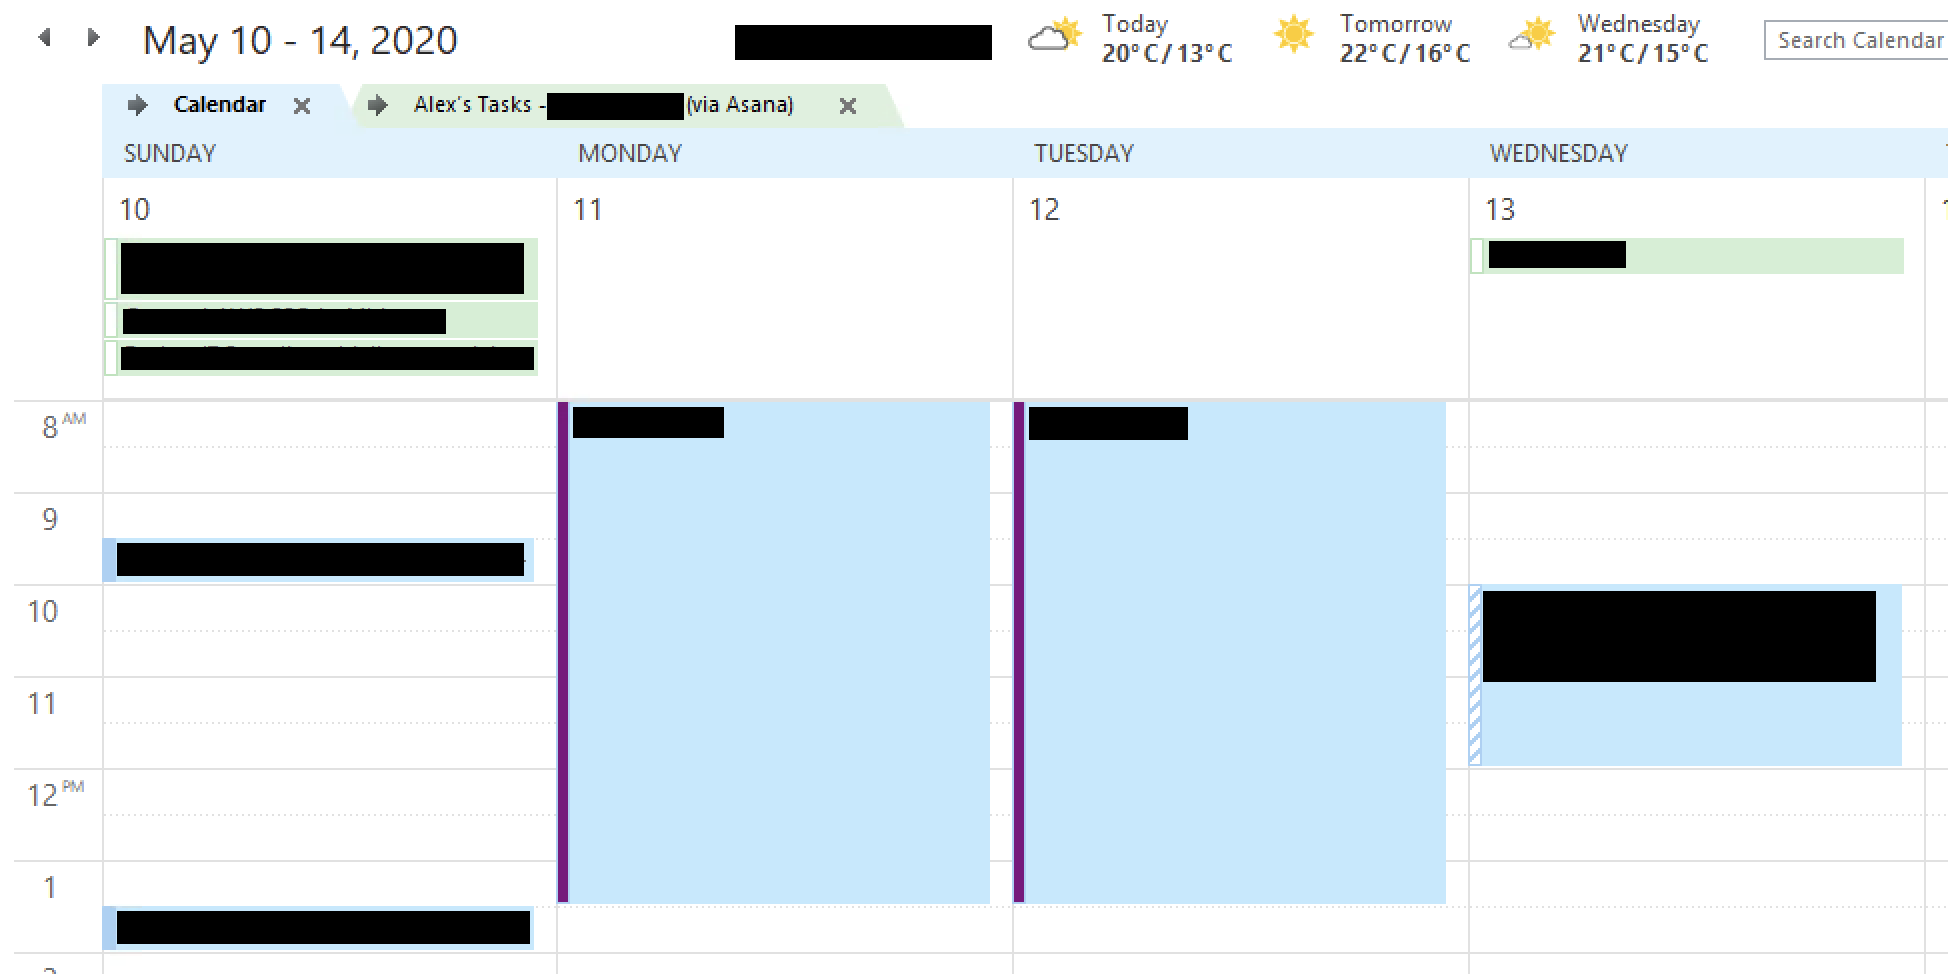 May 10 - 14, 2020
Today
20°C/13°C
Tomorrow
22°C/16°C
Wednesday
21°C/15°C
Search Calendar
Calendar
Alex's Tasks - (via Asana)
SUNDAY MONDAY TUESDAY WEDNESDAY
10 11 12 13
8 AM
9
10
11
12 PM
1